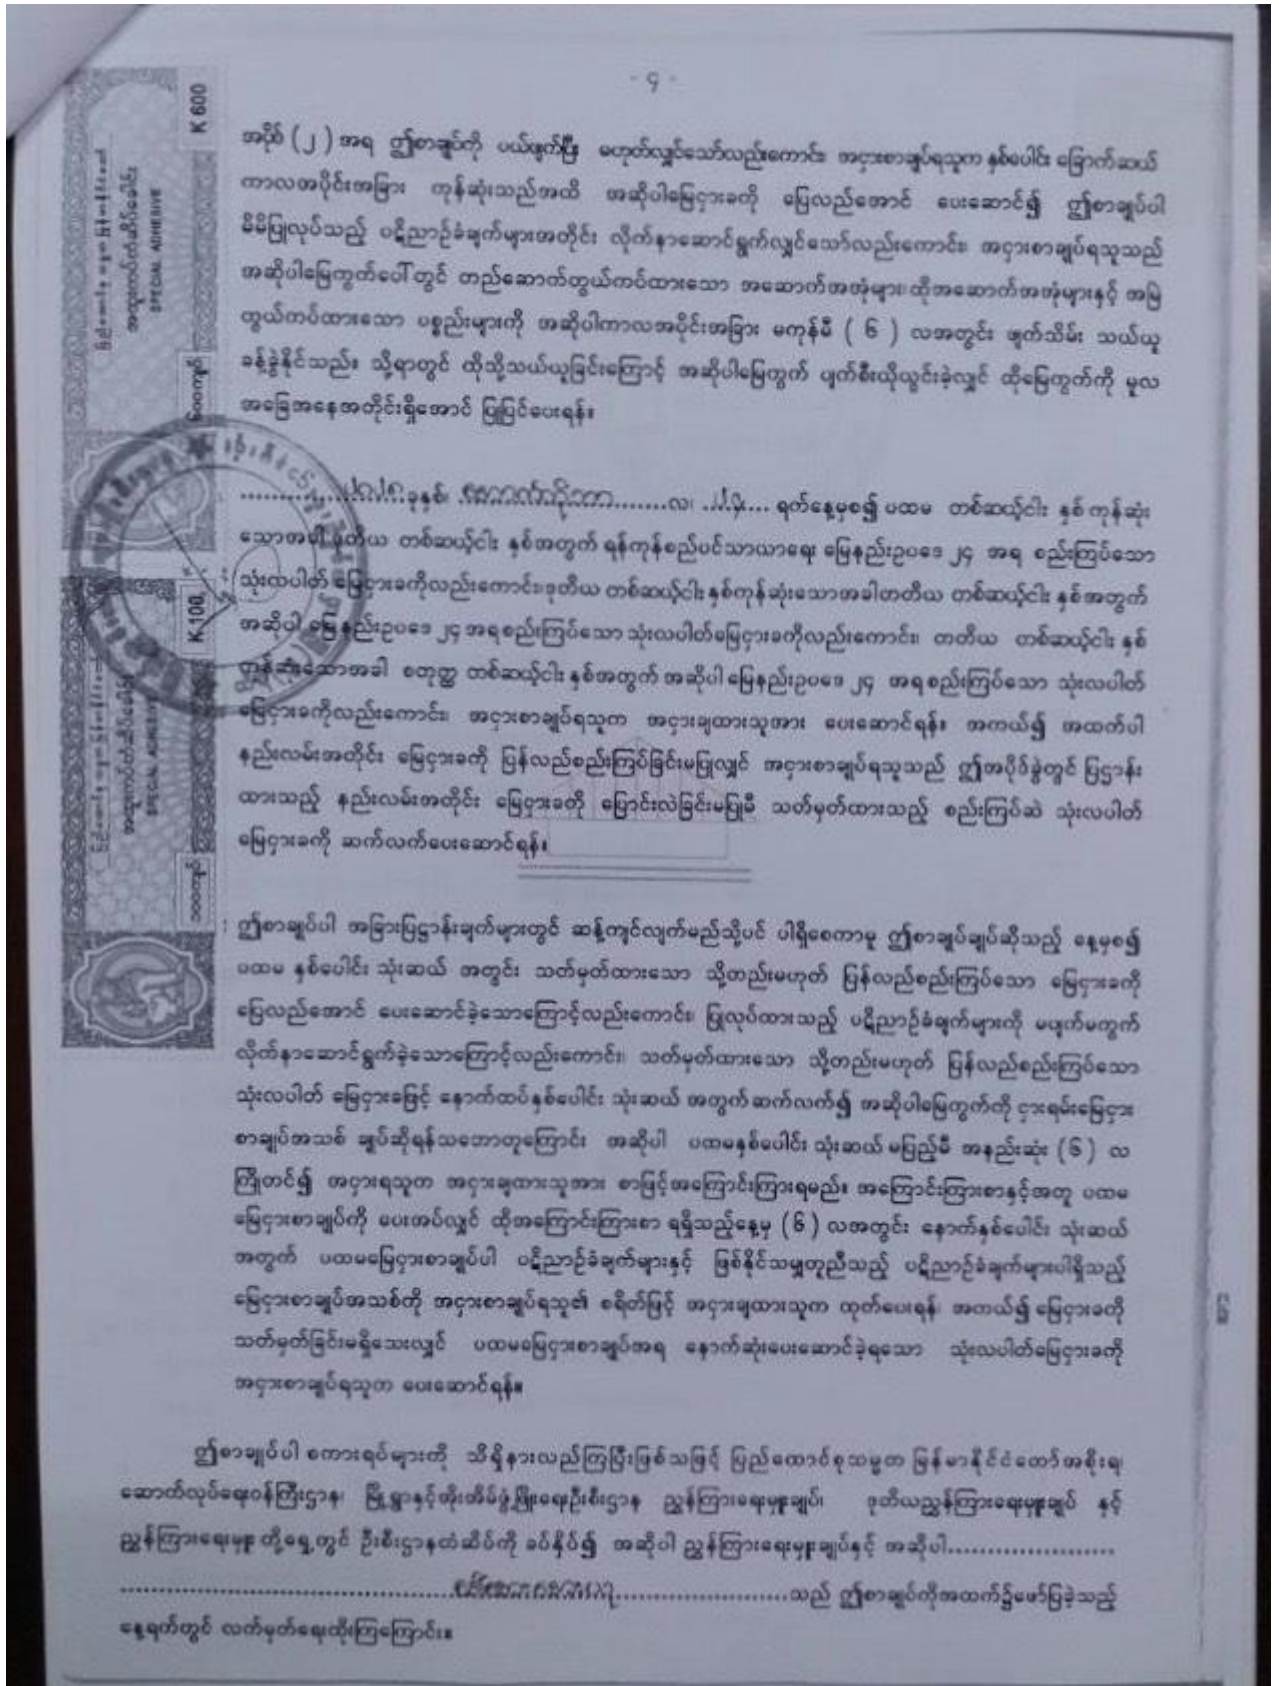 - ၄ -
အပိုဒ် (၂) အရ ဤစာချုပ်ကို ပယ်ဖျက်ပြီး မဟုတ်လျှင်သော်လည်းကောင်း၊ အငှားစာချုပ်ရသူက နှစ်ပေါင်း ခြောက်ဆယ်
ကာလအပိုင်းအခြား ကုန်ဆုံးသည်အထိ အဆိုပါမြေငှားခကို ပြေလည်အောင် ပေးဆောင်၍ ဤစာချုပ်ပါ
မိမိပြုလုပ်သည့် ပဋိညာဉ်ခံချက်များအတိုင်း လိုက်နာဆောင်ရွက်လျှင်သော်လည်းကောင်း၊ အငှားစာချုပ်ရသူသည်
အဆိုပါမြေကွက်ပေါ်တွင် တည်ဆောက်တွယ်ကပ်ထားသော အဆောက်အအုံများ၊ ထိုအဆောက်အအုံများနှင့် အမြဲ
တွယ်ကပ်ထားသော ပစ္စည်းများကို အဆိုပါကာလအပိုင်းအခြား မကုန်မီ ( ၆ ) လအတွင်း ဖျက်သိမ်း သယ်ယူ
ခန့်ခွဲနိုင်သည်။ သို့ရာတွင် ထိုသို့သယ်ယူခြင်းကြောင့် အဆိုပါမြေကွက် ပျက်စီးယိုယွင်းခဲ့လျှင် ထိုမြေကွက်ကို မူလ
အခြေအနေအတိုင်းရှိအောင် ပြုပြင်ပေးရန်။
ခုနှစ်၊ အောက်တိုဘာ လ၊ ၂၄ ရက်နေ့မှစ၍ ပထမ တစ်ဆယ့်ငါး နှစ် ကုန်ဆုံး
သောအခါ ဒုတိယ တစ်ဆယ့်ငါး နှစ်အတွက် ရန်ကုန်စည်ပင်သာယာရေး မြေနည်းဥပဒေ ၂၄ အရ စည်းကြပ်သော
သုံးလပါတ် မြေငှားခကိုလည်းကောင်း၊ ဒုတိယ တစ်ဆယ့်ငါး နှစ်ကုန်ဆုံးသောအခါ တတိယ တစ်ဆယ့်ငါး နှစ်အတွက်
အဆိုပါ မြေနည်းဥပဒေ ၂၄ အရစည်းကြပ်သော သုံးလပါတ်မြေငှားခကိုလည်းကောင်း၊ တတိယ တစ်ဆယ့်ငါး နှစ်
ကုန်ဆုံးသောအခါ စတုတ္ထ တစ်ဆယ့်ငါး နှစ်အတွက် အဆိုပါ မြေနည်းဥပဒေ ၂၄ အရစည်းကြပ်သော သုံးလပါတ်
မြေငှားခကိုလည်းကောင်း၊ အငှားစာချုပ်ရသူက အငှားချထားသူအား ပေးဆောင်ရန်။ အကယ်၍ အထက်ပါ
နည်းလမ်းအတိုင်း မြေငှားခကို ပြန်လည်စည်းကြပ်ခြင်းမပြုလျှင် အငှားစာချုပ်ရသူသည် ဤအပိုဒ်ခွဲတွင် ပြဌာန်း
ထားသည့် နည်းလမ်းအတိုင်း မြေငှားခကို ပြောင်းလဲခြင်းမပြုမီ သတ်မှတ်ထားသည့် စည်းကြပ်ဆဲ သုံးလပါတ်
မြေငှားခကို ဆက်လက်ပေးဆောင်ရန်။
ဤစာချုပ်ပါ အခြားပြဋ္ဌာန်းချက်များတွင် ဆန့်ကျင်လျက်မည်သို့ပင် ပါရှိစေကာမူ ဤစာချုပ်ချုပ်ဆိုသည့် နေ့မှစ၍
ပထမ နှစ်ပေါင်း သုံးဆယ် အတွင်း သတ်မှတ်ထားသော သို့တည်းမဟုတ် ပြန်လည်စည်းကြပ်သော မြေငှားခကို
ပြေလည်အောင် ပေးဆောင်ခဲ့သောကြောင့်လည်းကောင်း၊ ပြုလုပ်ထားသည့် ပဋိညာဉ်ခံချက်များကို မပျက်မကွက်
လိုက်နာဆောင်ရွက်ခဲ့သောကြောင့်လည်းကောင်း၊ သတ်မှတ်ထားသော သို့တည်းမဟုတ် ပြန်လည်စည်းကြပ်သော
သုံးလပါတ် မြေငှားခဖြင့် နောက်ထပ်နှစ်ပေါင်း သုံးဆယ် အတွက်ဆက်လက်၍ အဆိုပါမြေကွက်ကို ငှားရမ်းမြေငှား
စာချုပ်အသစ် ချုပ်ဆိုရန်သဘောတူကြောင်း အဆိုပါ ပထမနှစ်ပေါင်း သုံးဆယ် မပြည့်မီ အနည်းဆုံး (၆) လ
ကြိုတင်၍ အငှားရသူက အငှားချထားသူအား စာဖြင့်အကြောင်းကြားရမည်။ အကြောင်းကြားစာနှင့်အတူ ပထမ
မြေငှားစာချုပ်ကို ပေးအပ်လျှင် ထိုအကြောင်းကြားစာ ရရှိသည့်နေ့မှ (၆) လအတွင်း နောက်နှစ်ပေါင်း သုံးဆယ်
အတွက် ပထမမြေငှားစာချုပ်ပါ ပဋိညာဉ်ခံချက်များနှင့် ဖြစ်နိုင်သမျှတူညီသည့် ပဋိညာဉ်ခံချက်များပါရှိသည့်
မြေငှားစာချုပ်အသစ်ကို အငှားစာချုပ်ရသူ၏ စရိတ်ဖြင့် အငှားချထားသူက ထုတ်ပေးရန်၊ အကယ်၍ မြေငှားခကို
သတ်မှတ်ခြင်းမရှိသေးလျှင် ပထမမြေငှားစာချုပ်အရ နောက်ဆုံးပေးဆောင်ခဲ့ရသော သုံးလပါတ်မြေငှားခကို
အငှားစာချုပ်ရသူက ပေးဆောင်ရန်။
ဤစာချုပ်ပါ စကားရပ်များကို သိရှိနားလည်ကြပြီးဖြစ်သဖြင့် ပြည်ထောင်စုသမ္မတ မြန်မာနိုင်ငံတော်အစိုးရ၊
ဆောက်လုပ်ရေးဝန်ကြီးဌာန၊ မြို့ရွာနှင့်အိုးအိမ်ဖွံ့ဖြိုးရေးဦးစီးဌာန ညွှန်ကြားရေးမှူးချုပ်၊ ဒုတိယညွှန်ကြားရေးမှူးချုပ် နှင့်
ညွှန်ကြားရေးမှူး တို့ရှေ့တွင် ဦးစီးဌာနတံဆိပ်ကို ခပ်နှိပ်၍ အဆိုပါ ညွှန်ကြားရေးမှူးချုပ်နှင့် အဆိုပါ....................
သည် ဤစာချုပ်ကိုအထက်၌ဖော်ပြခဲ့သည့်
နေ့ရက်တွင် လက်မှတ်ရေးထိုးကြကြောင်း။
K 600
အထူးကပ်တံဆိပ်ခေါင်း
SPECIAL ADHESIVE
၆၀၀ကျပ်
K 100
အထူးကပ်တံဆိပ်ခေါင်း
SPECIAL ADHESIVE
၁၀၀ကျပ်